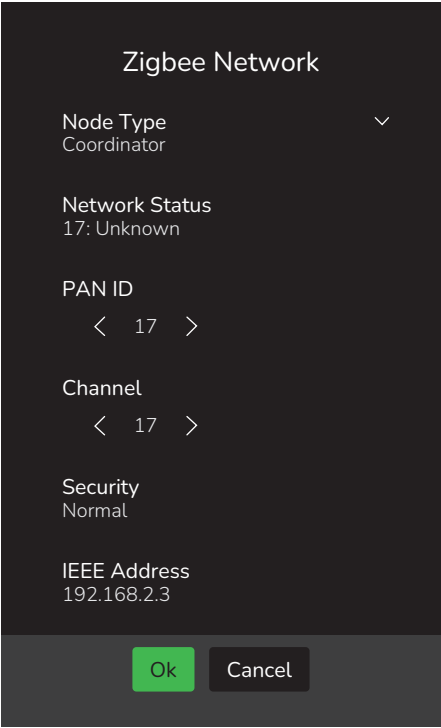 Zigbee Network
Node Type
Coordinator
Network Status
17: Unknown
PAN ID
17
Channel
17
Security
Normal
IEEE Address
192.168.2.3
Ok
Cancel